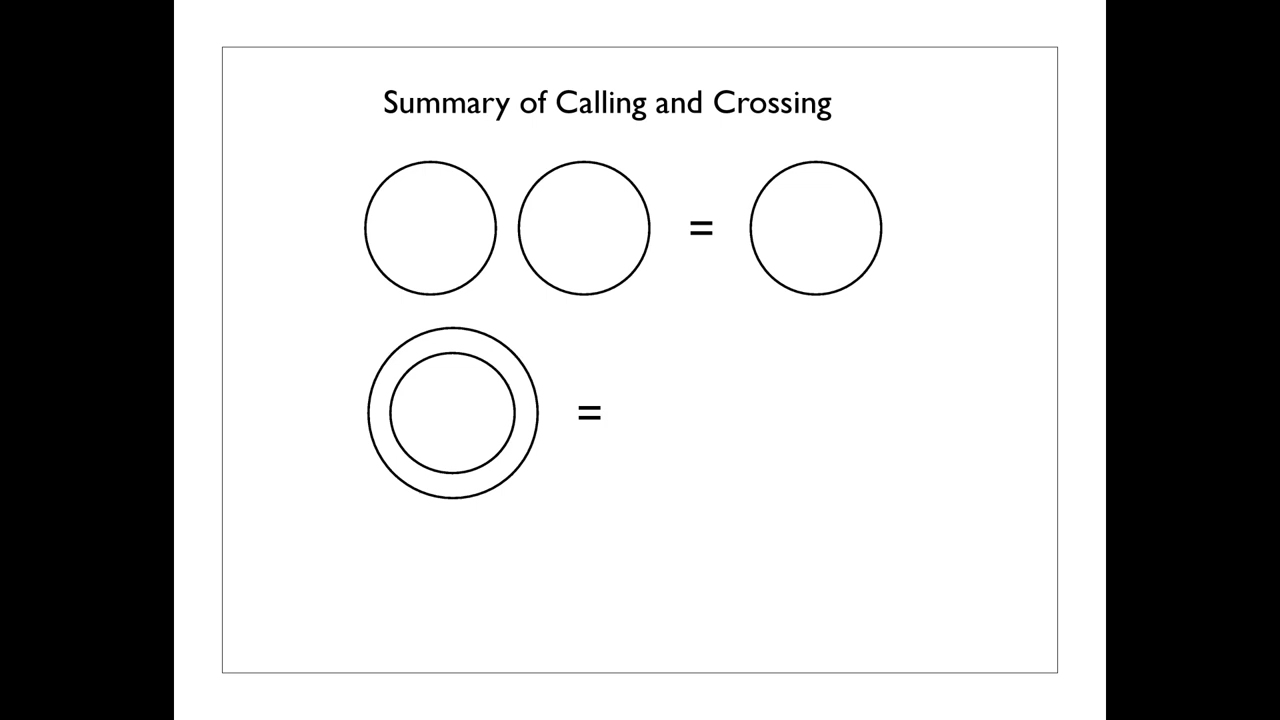 Summary of Calling and Crossing
=
=